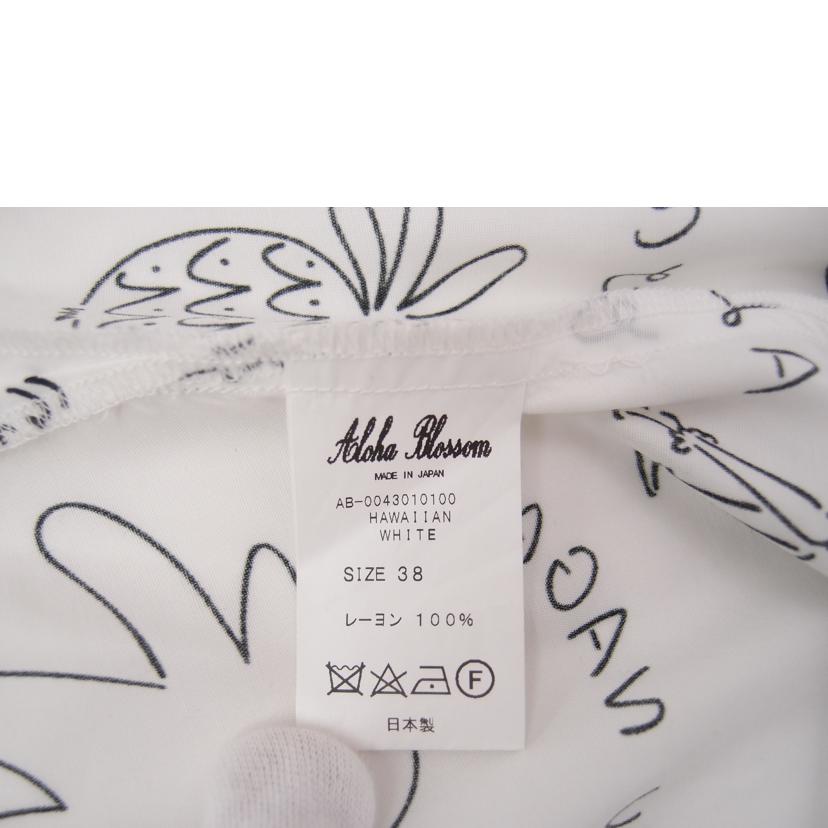 Aloha Blossom
MADE IN JAPAN
AB-0043010100
HAWAIIAN
WHITE
SIZE 38
レーヨン 100%
F
日本製